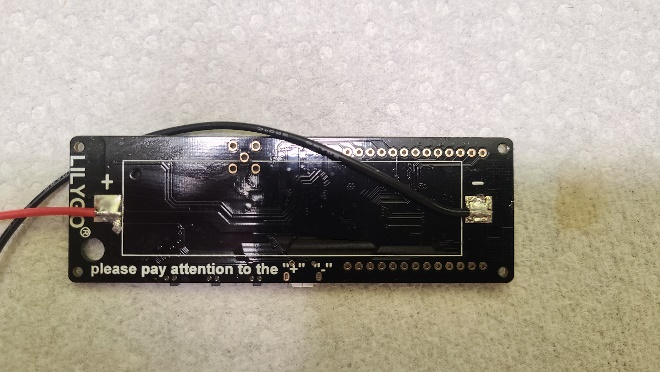 LILYGO®
+
-
please pay attention to the "+" "-"